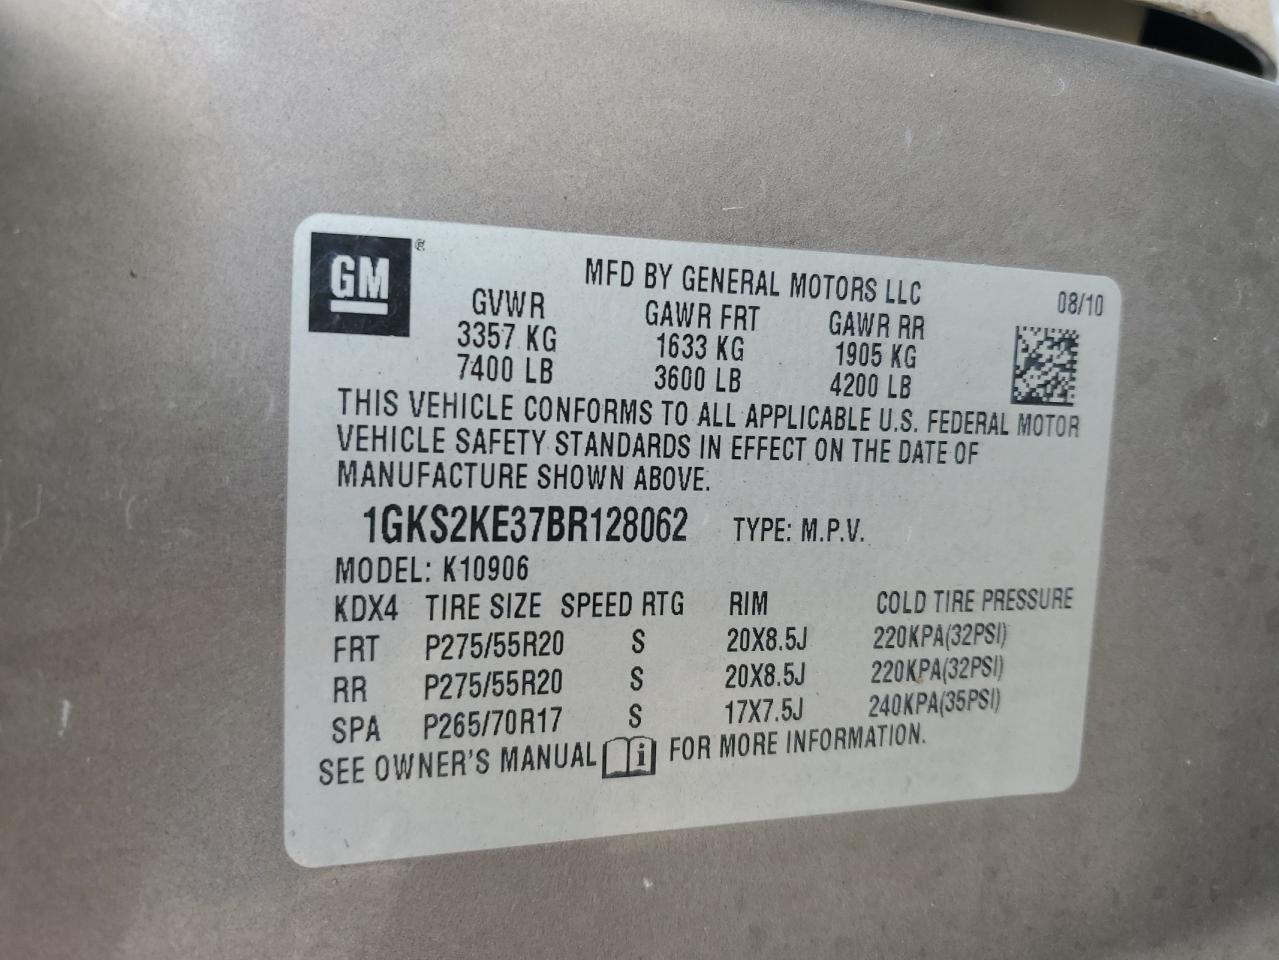 GM ®
MFD BY GENERAL MOTORS LLC
08/10
GVWR GAWR FRT GAWR RR
3357 KG 1633 KG 1905 KG
7400 LB 3600 LB 4200 LB
THIS VEHICLE CONFORMS TO ALL APPLICABLE U.S. FEDERAL MOTOR
VEHICLE SAFETY STANDARDS IN EFFECT ON THE DATE OF
MANUFACTURE SHOWN ABOVE.
1GKS2KE37BR128062 TYPE: M.P.V.
MODEL: K10906
KDX4 TIRE SIZE SPEED RTG RIM COLD TIRE PRESSURE
FRT P275/55R20 S 20X8.5J 220KPA(32PSI)
RR P275/55R20 S 20X8.5J 220KPA(32PSI)
SPA P265/70R17 S 17X7.5J 240KPA(35PSI)
SEE OWNER'S MANUAL i FOR MORE INFORMATION.